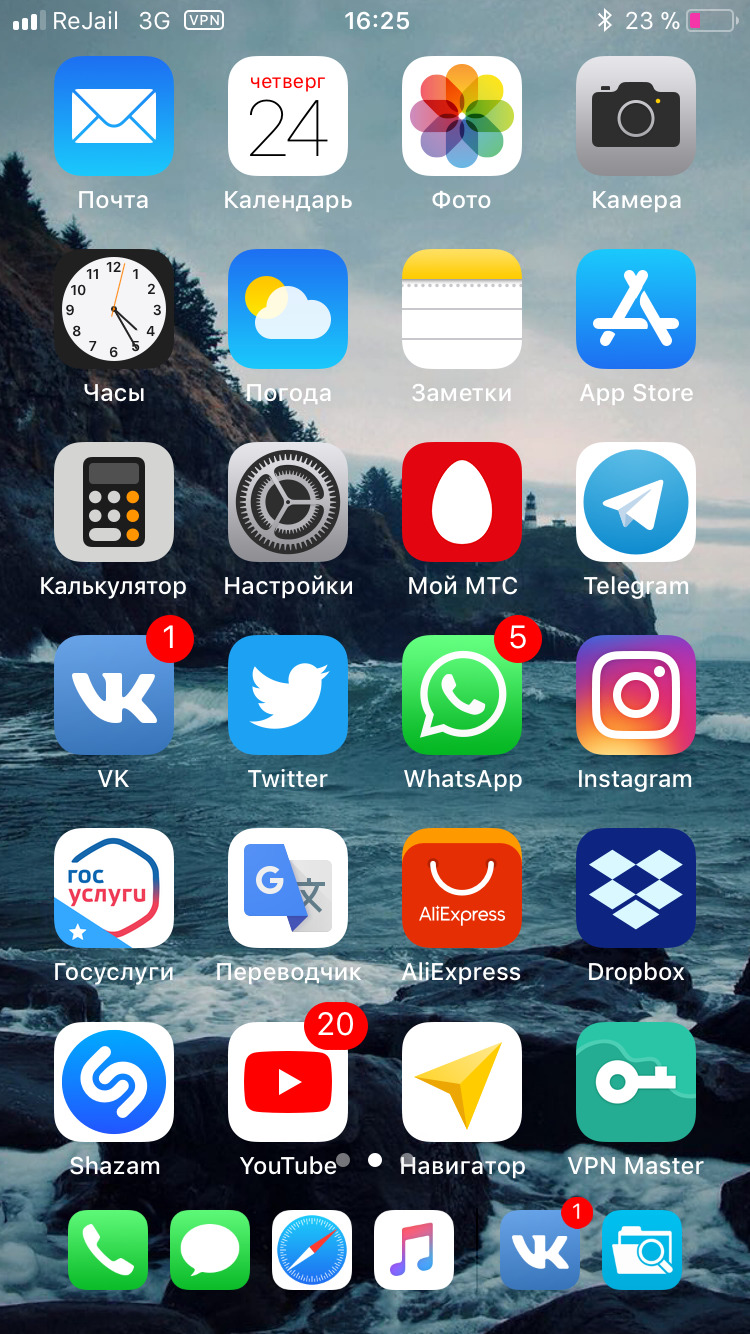 ReJail 3G VPN 16:25 23 %
четверг
24
Почта Календарь Фото Камера
12
11 1
10 2
9 3
8 4
7 5
6
Часы Погода Заметки App Store
Калькулятор Настройки Мой МТС Telegram
1 5
VK Twitter WhatsApp Instagram
гос
услуги
G 文
AliExpress
Госуслуги Переводчик AliExpress Dropbox
20
Shazam YouTube Навигатор VPN Master
1